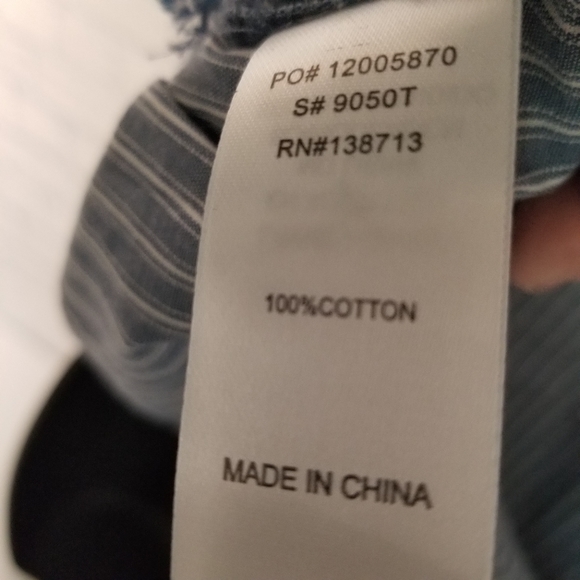 PO# 12005870
S# 9050T
RN#138713
100%COTTON
MADE IN CHINA